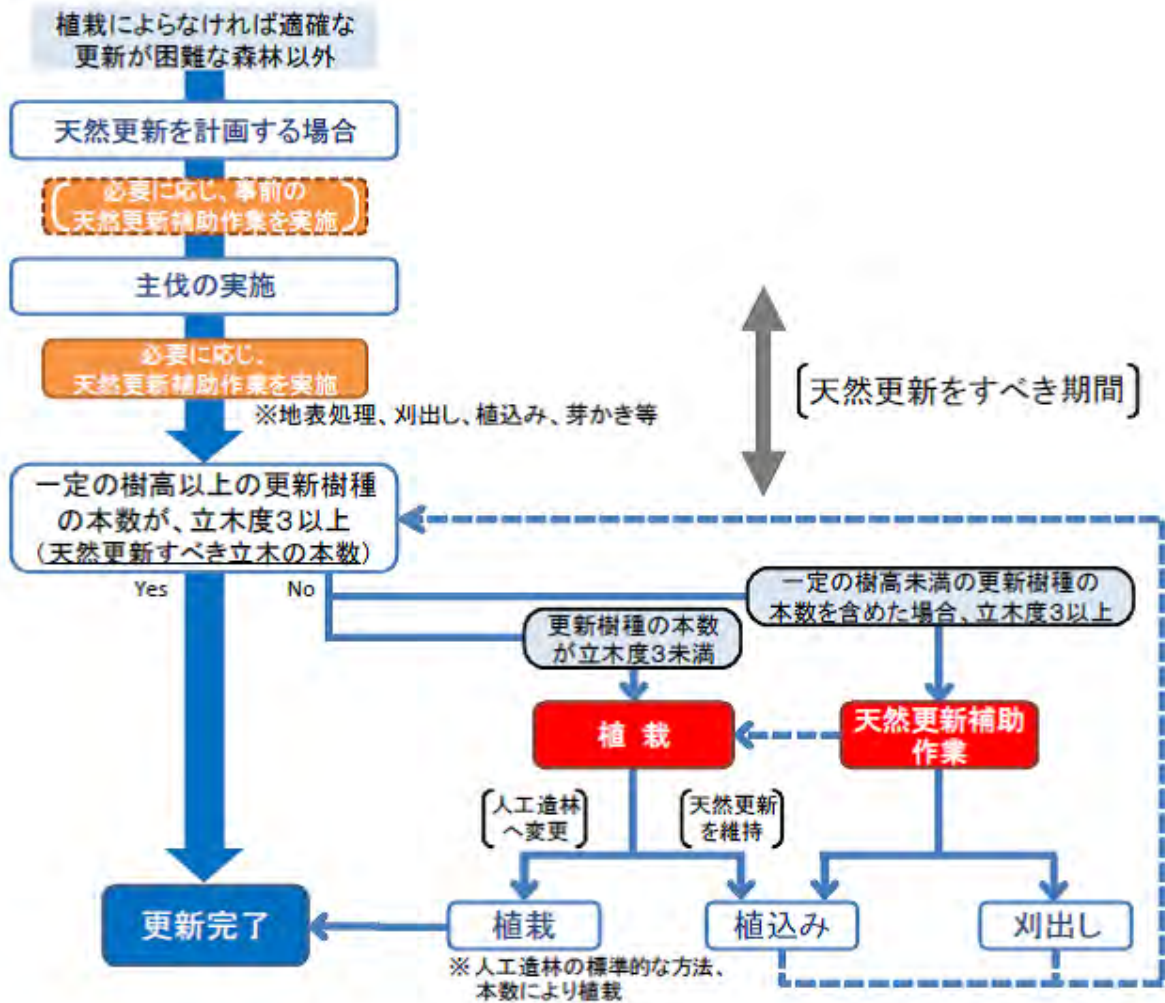 植栽によらなければ適確な
更新が困難な森林以外
天然更新を計画する場合
必要に応じ、事前の
天然更新補助作業を実施
主伐の実施
必要に応じ、
天然更新補助作業を実施
※地表処理、刈出し、植込み、芽かき等
天然更新をすべき期間
一定の樹高以上の更新樹種
の本数が、立木度3以上
(天然更新すべき立木の本数)
Yes
No
一定の樹高未満の更新樹種の
本数を含めた場合、立木度3以上
更新樹種の本数
が立木度3未満
植 栽
天然更新補助
作業
人工造林
へ変更
天然更新
を維持
更新完了
植栽
植込み
刈出し
※人工造林の標準的な方法、
本数により植栽